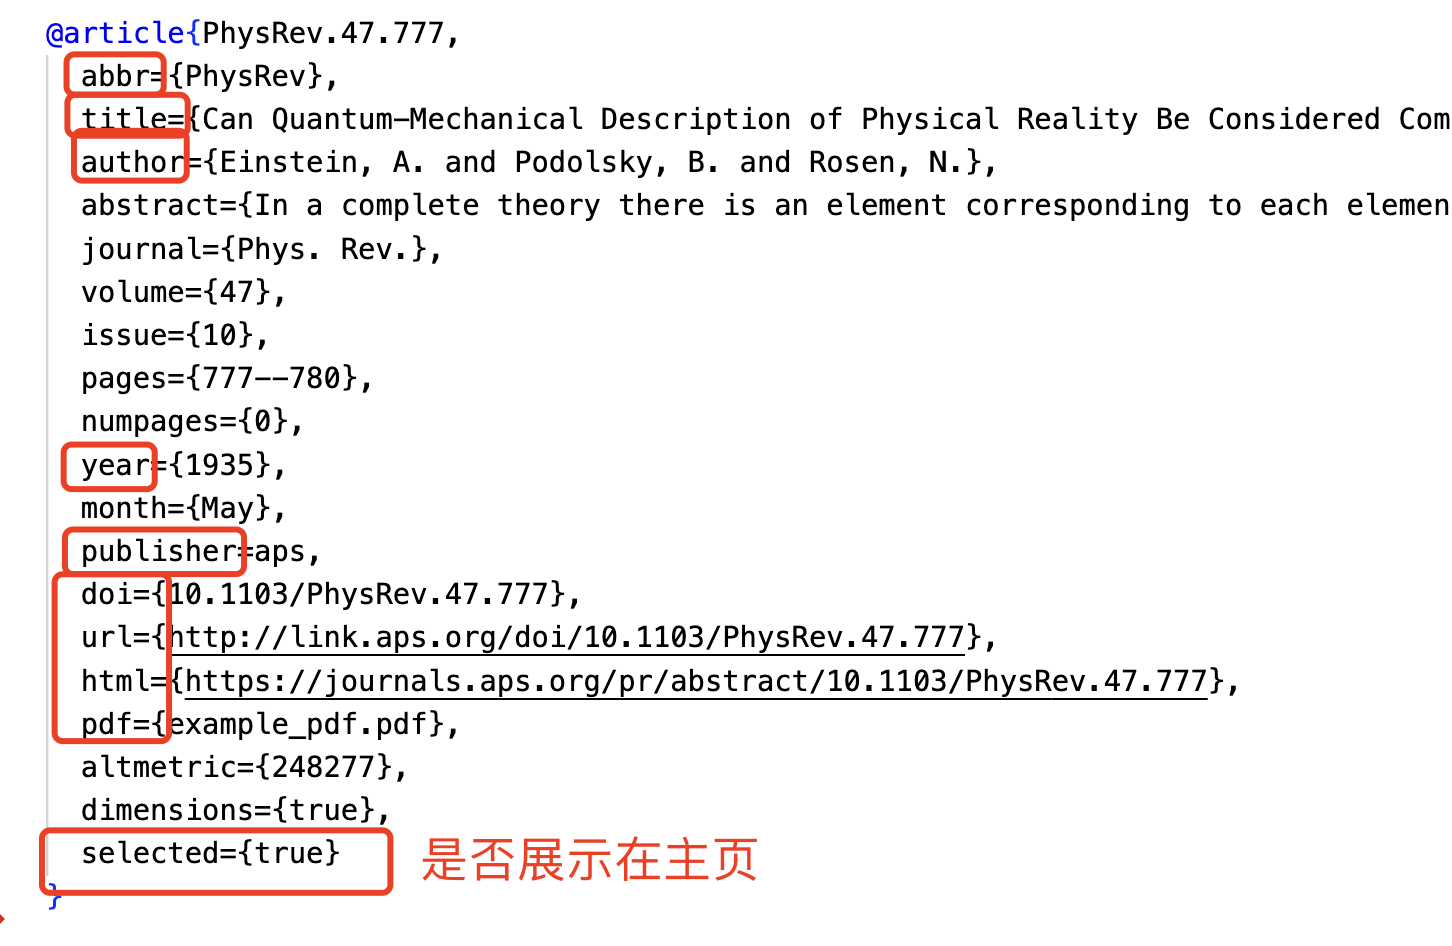 @article{PhysRev.47.777,
abbr={PhysRev},
title={Can Quantum-Mechanical Description of Physical Reality Be Considered Com
author={Einstein, A. and Podolsky, B. and Rosen, N.},
abstract={In a complete theory there is an element corresponding to each elemen
journal={Phys. Rev.},
volume={47},
issue={10},
pages={777--780},
numpages={0},
year={1935},
month={May},
publisher=aps,
doi={10.1103/PhysRev.47.777},
url={http://link.aps.org/doi/10.1103/PhysRev.47.777},
html={https://journals.aps.org/pr/abstract/10.1103/PhysRev.47.777},
pdf={example_pdf.pdf},
altmetric={248277},
dimensions={true},
selected={true} 是否展示在主页
}